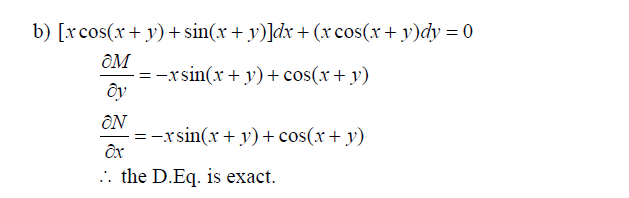 b) [x cos(x + y) + sin(x + y)]dx + (x cos(x + y)dy = 0
∂M/∂y = −x sin(x + y) + cos(x + y)
∂N/∂x = −x sin(x + y) + cos(x + y)
∴ the D.Eq. is exact.